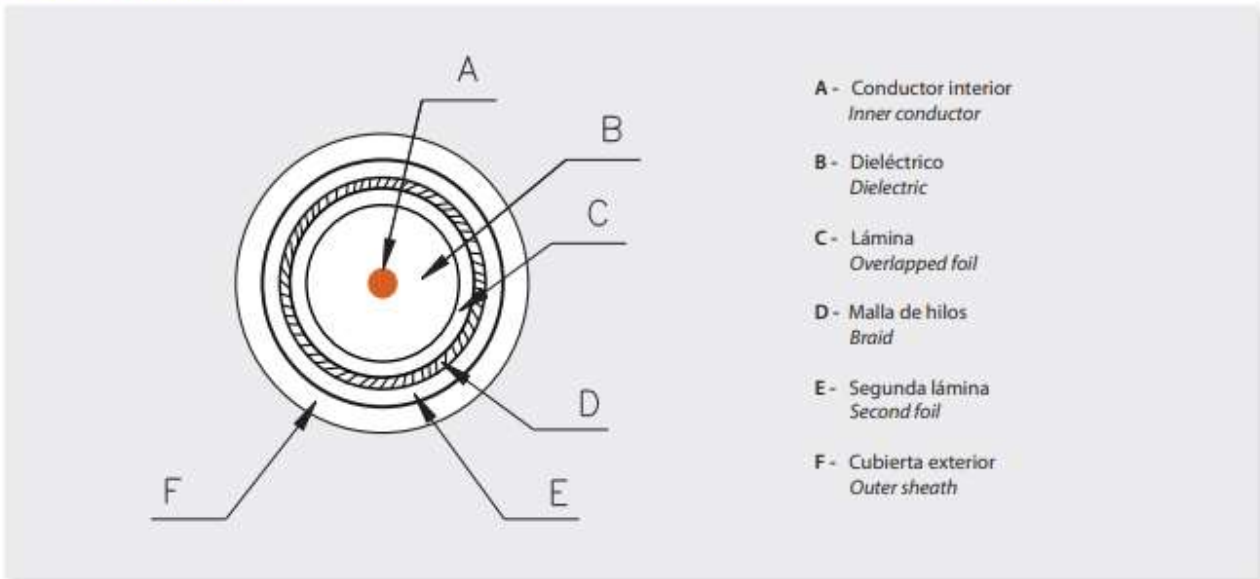 A
B
C
D
E
F
A - Conductor interior
Inner conductor
B - Dieléctrico
Dielectric
C - Lámina
Overlapped foil
D - Malla de hilos
Braid
E - Segunda lámina
Second foil
F - Cubierta exterior
Outer sheath